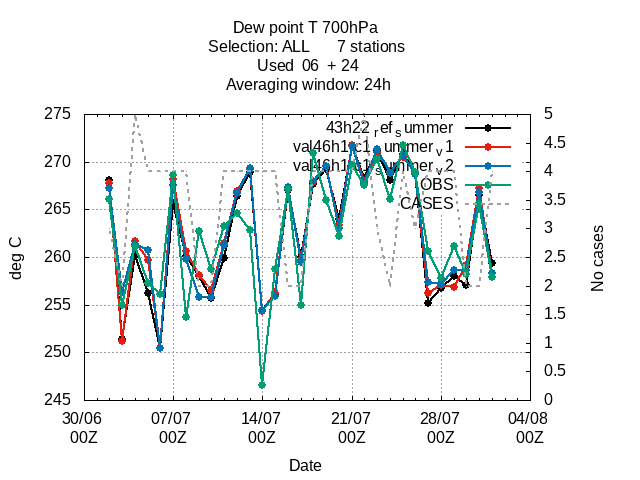 Dew point T 700hPa
Selection: ALL      7 stations
Used  06  + 24
Averaging window: 24h
275
270
265
260
255
250
245
5
4.5
4
3.5
3
2.5
2
1.5
1
0.5
0
43h22_ref_summer
OBS
CASES
deg C
No cases
30/06
00Z
07/07
00Z
14/07
00Z
21/07
00Z
28/07
00Z
04/08
00Z
Date